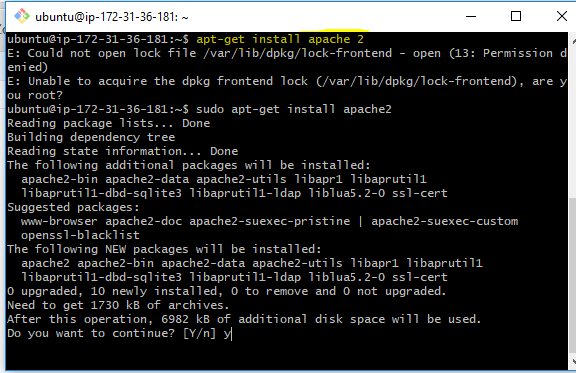 ubuntu@ip-172-31-36-181: ~
ubuntu@ip-172-31-36-181:~$ apt-get install apache 2
E: Could not open lock file /var/lib/dpkg/lock-frontend - open (13: Permission d
enied)
E: Unable to acquire the dpkg frontend lock (/var/lib/dpkg/lock-frontend), are y
ou root?
ubuntu@ip-172-31-36-181:~$ sudo apt-get install apache2
Reading package lists... Done
Building dependency tree
Reading state information... Done
The following additional packages will be installed:
  apache2-bin apache2-data apache2-utils libapr1 libaprutil1
  libaprutil1-dbd-sqlite3 libaprutil1-ldap liblua5.2-0 ssl-cert
Suggested packages:
  www-browser apache2-doc apache2-suexec-pristine | apache2-suexec-custom
  openssl-blacklist
The following NEW packages will be installed:
  apache2 apache2-bin apache2-data apache2-utils libapr1 libaprutil1
  libaprutil1-dbd-sqlite3 libaprutil1-ldap liblua5.2-0 ssl-cert
0 upgraded, 10 newly installed, 0 to remove and 0 not upgraded.
Need to get 1730 kB of archives.
After this operation, 6982 kB of additional disk space will be used.
Do you want to continue? [Y/n] y